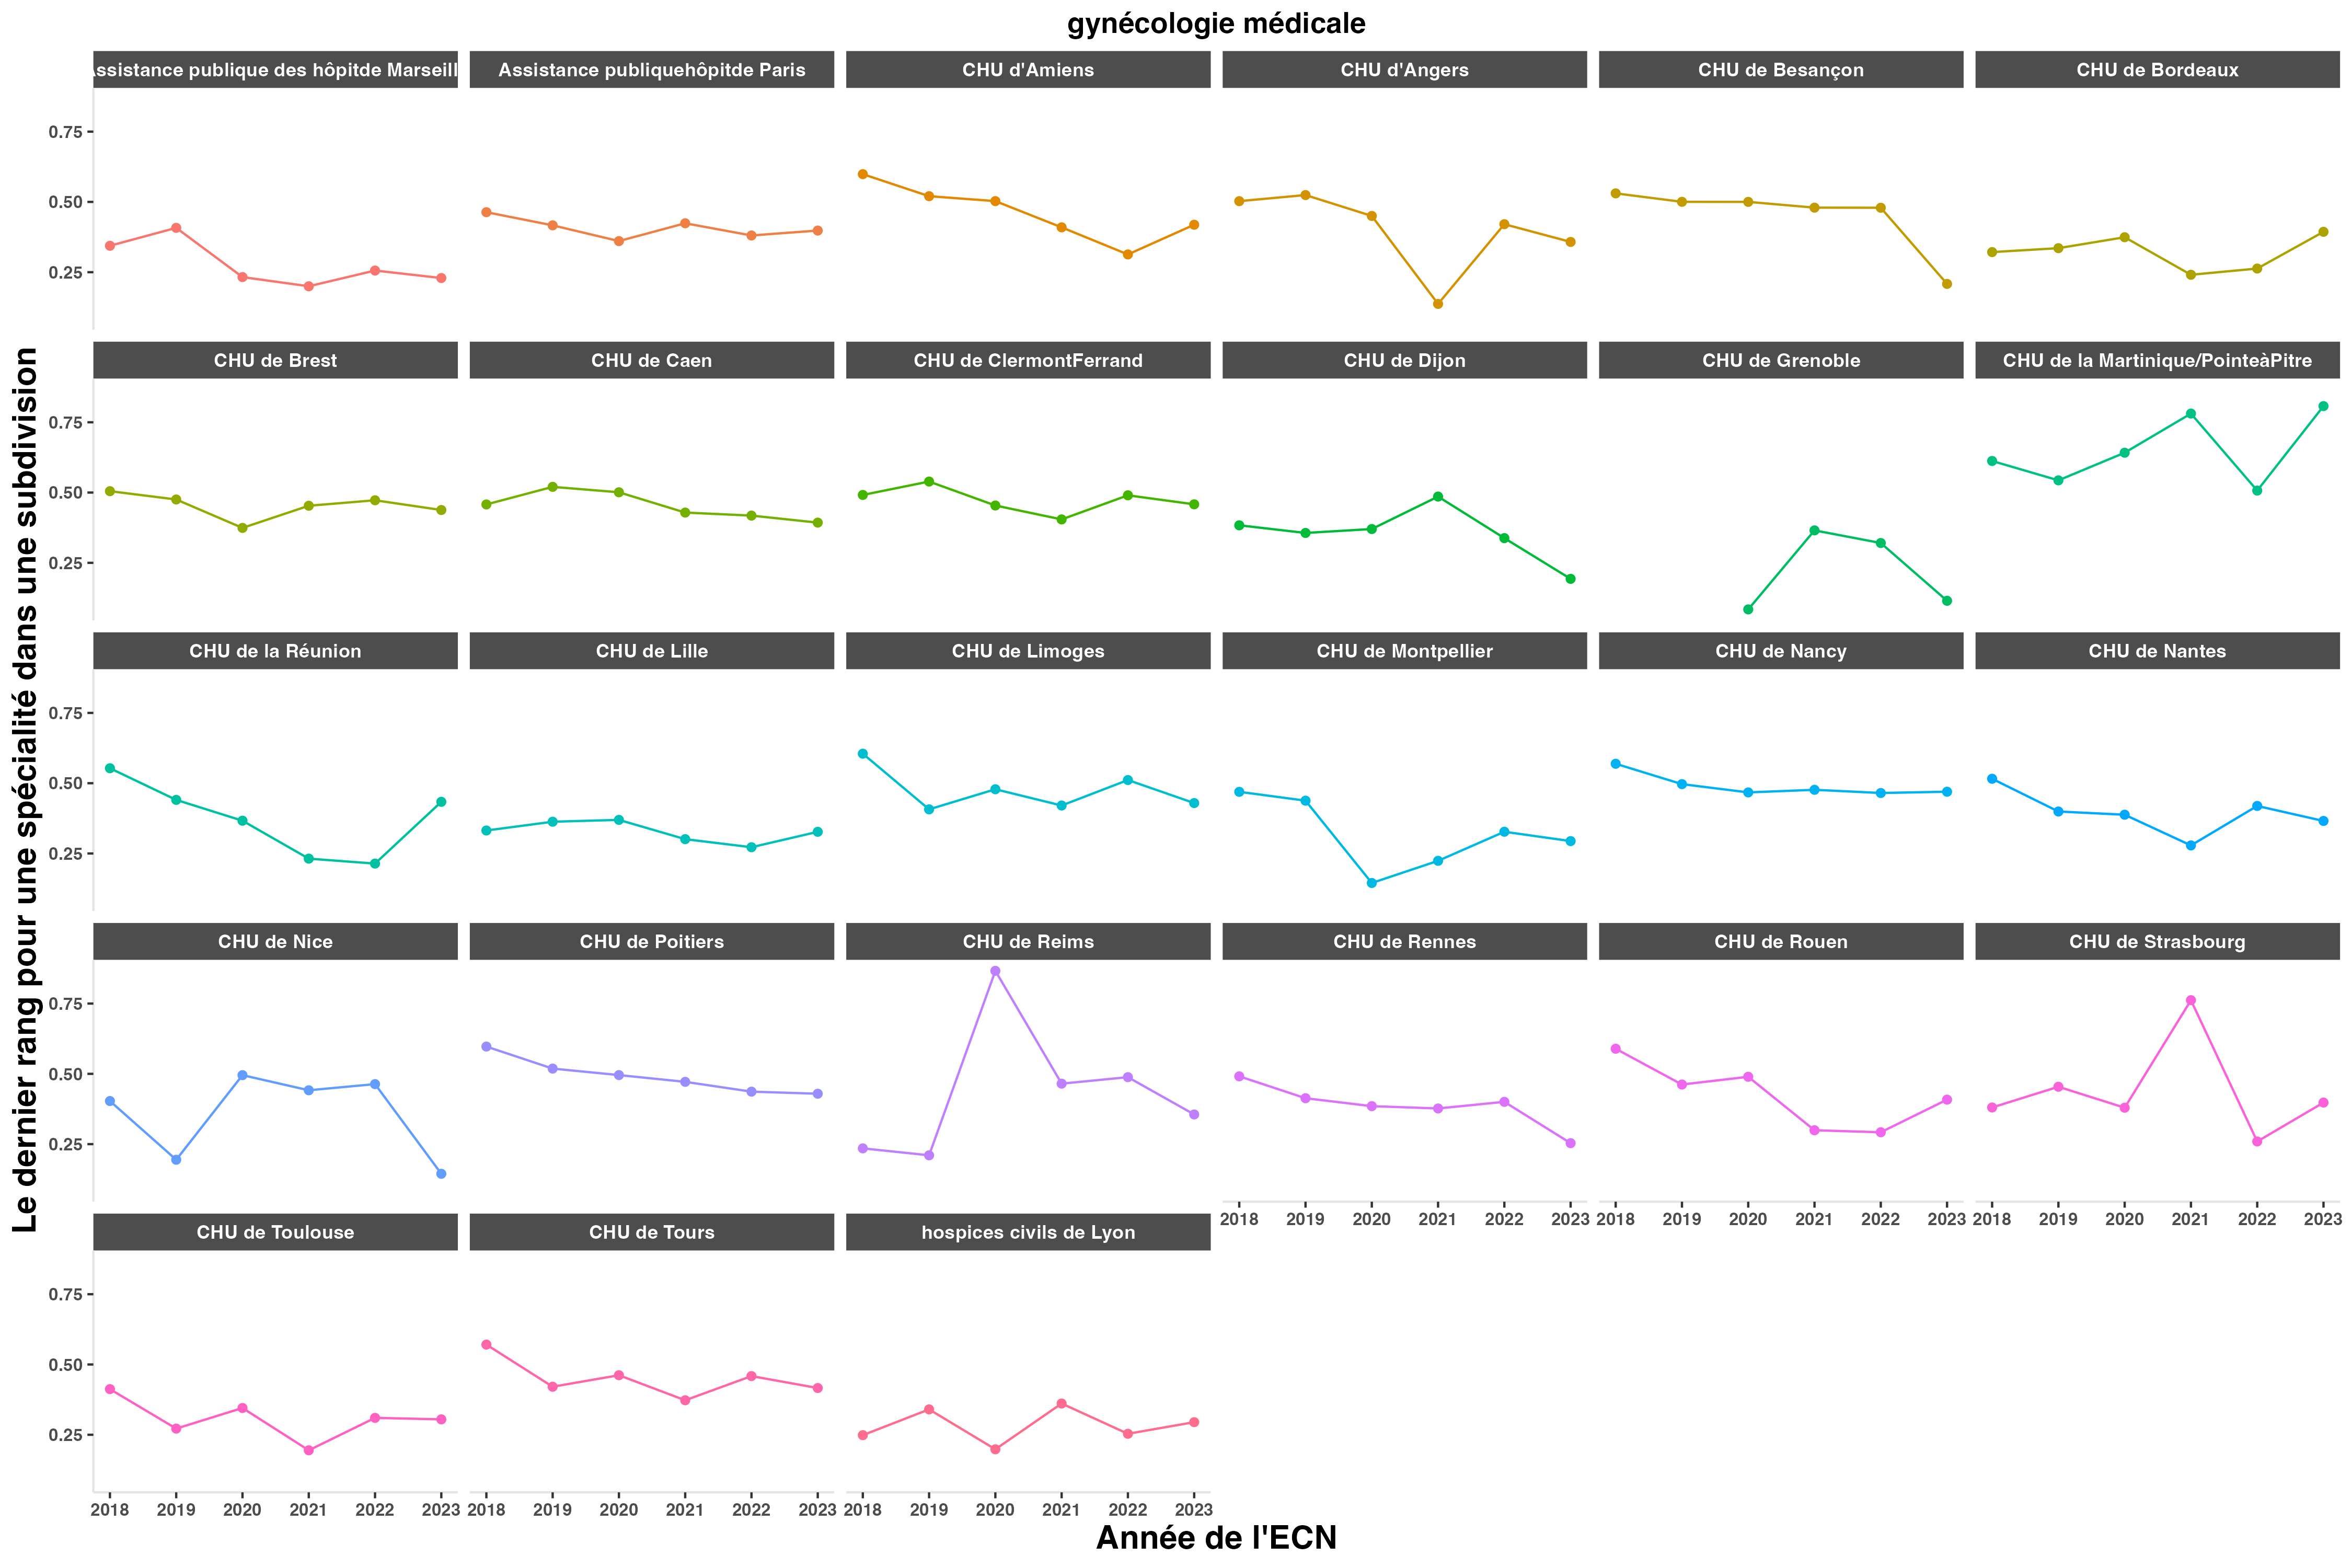 gynécologie médicale
Assistance publique des hôpitde Marseill
Assistance publiquehôpitde Paris
CHU d'Amiens
CHU d'Angers
CHU de Besançon
CHU de Bordeaux
0.75
0.50
0.25
CHU de Brest
CHU de Caen
CHU de ClermontFerrand
CHU de Dijon
CHU de Grenoble
CHU de la Martinique/PointeàPitre
0.75
0.50
0.25
CHU de la Réunion
CHU de Lille
CHU de Limoges
CHU de Montpellier
CHU de Nancy
CHU de Nantes
0.75
0.50
0.25
CHU de Nice
CHU de Poitiers
CHU de Reims
CHU de Rennes
CHU de Rouen
CHU de Strasbourg
0.75
0.50
0.25
2018 2019 2020 2021 2022 2023
2018 2019 2020 2021 2022 2023
2018 2019 2020 2021 2022 2023
CHU de Toulouse
CHU de Tours
hospices civils de Lyon
0.75
0.50
0.25
2018 2019 2020 2021 2022 2023
2018 2019 2020 2021 2022 2023
2018 2019 2020 2021 2022 2023
Année de l'ECN
Le dernier rang pour une spécialité dans une subdivision